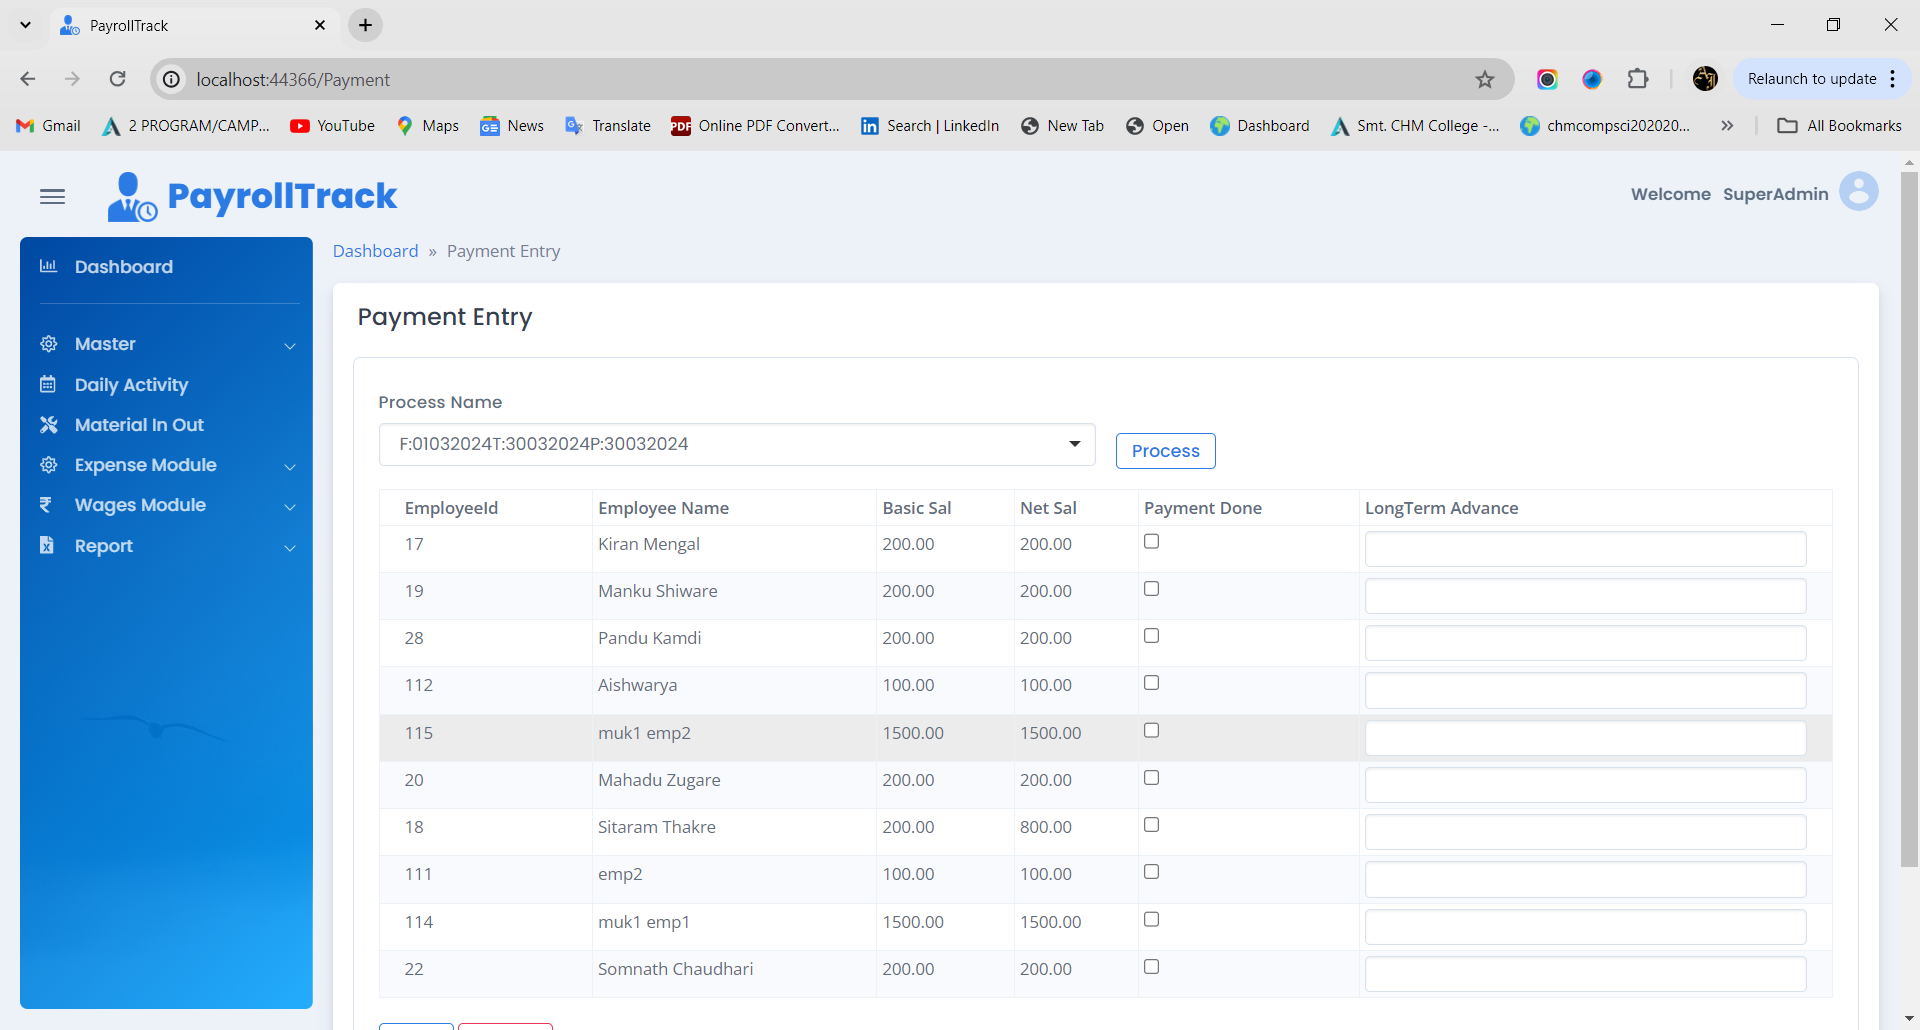 PayrollTrack
localhost:44366/Payment
Relaunch to update
Gmail
2 PROGRAM/CAMP...
YouTube
Maps
News
Translate
PDF
Online PDF Convert...
Search | LinkedIn
New Tab
Open
Dashboard
Smt. CHM College -...
chmcompsci202020...
All Bookmarks
PayrollTrack
Welcome SuperAdmin
Dashboard
Master
Daily Activity
Material In Out
Expense Module
Wages Module
Report
Dashboard » Payment Entry
Payment Entry
Process Name
F:01032024T:30032024P:30032024
Process
EmployeeId Employee Name Basic Sal Net Sal Payment Done LongTerm Advance
17 Kiran Mengal 200.00 200.00
19 Manku Shiware 200.00 200.00
28 Pandu Kamdi 200.00 200.00
112 Aishwarya 100.00 100.00
115 muk1 emp2 1500.00 1500.00
20 Mahadu Zugare 200.00 200.00
18 Sitaram Thakre 200.00 800.00
111 emp2 100.00 100.00
114 muk1 emp1 1500.00 1500.00
22 Somnath Chaudhari 200.00 200.00